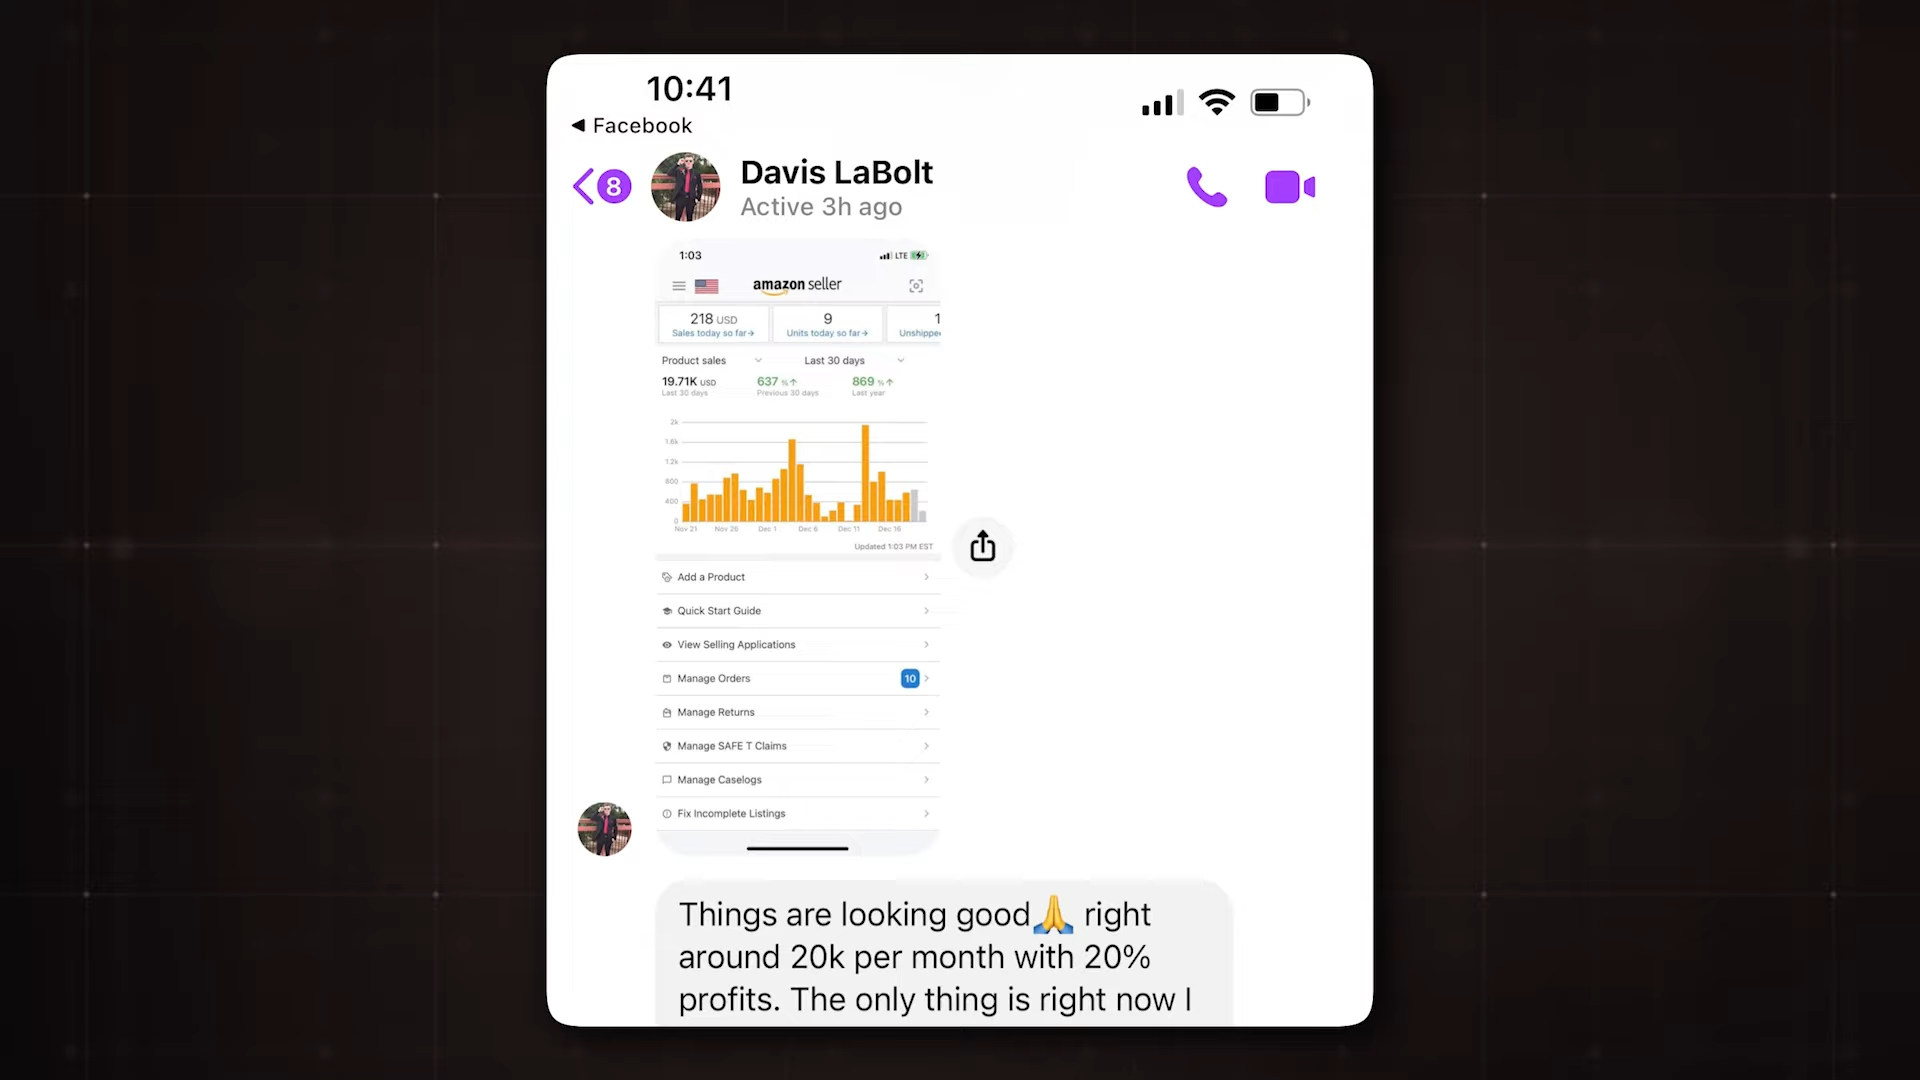 10:41
Facebook
8
Davis LaBolt
Active 3h ago
1:03
LTE
amazon seller
218 USD
Sales today so far
9
Units today so far
1
Unshippe
Product sales
Last 30 days
19.71K USD
Last 30 days
637 %
Previous 30 days
869 %
Last year
2k
1.6k
1.2k
800
400
0
Nov 21 Nov 26 Dec 1 Dec 6 Dec 11 Dec 16
Updated 1:03 PM EST
Add a Product
Quick Start Guide
View Selling Applications
Manage Orders
10
Manage Returns
Manage SAFE T Claims
Manage Caselogs
Fix Incomplete Listings
Things are looking good🙏 right
around 20k per month with 20%
profits. The only thing is right now I